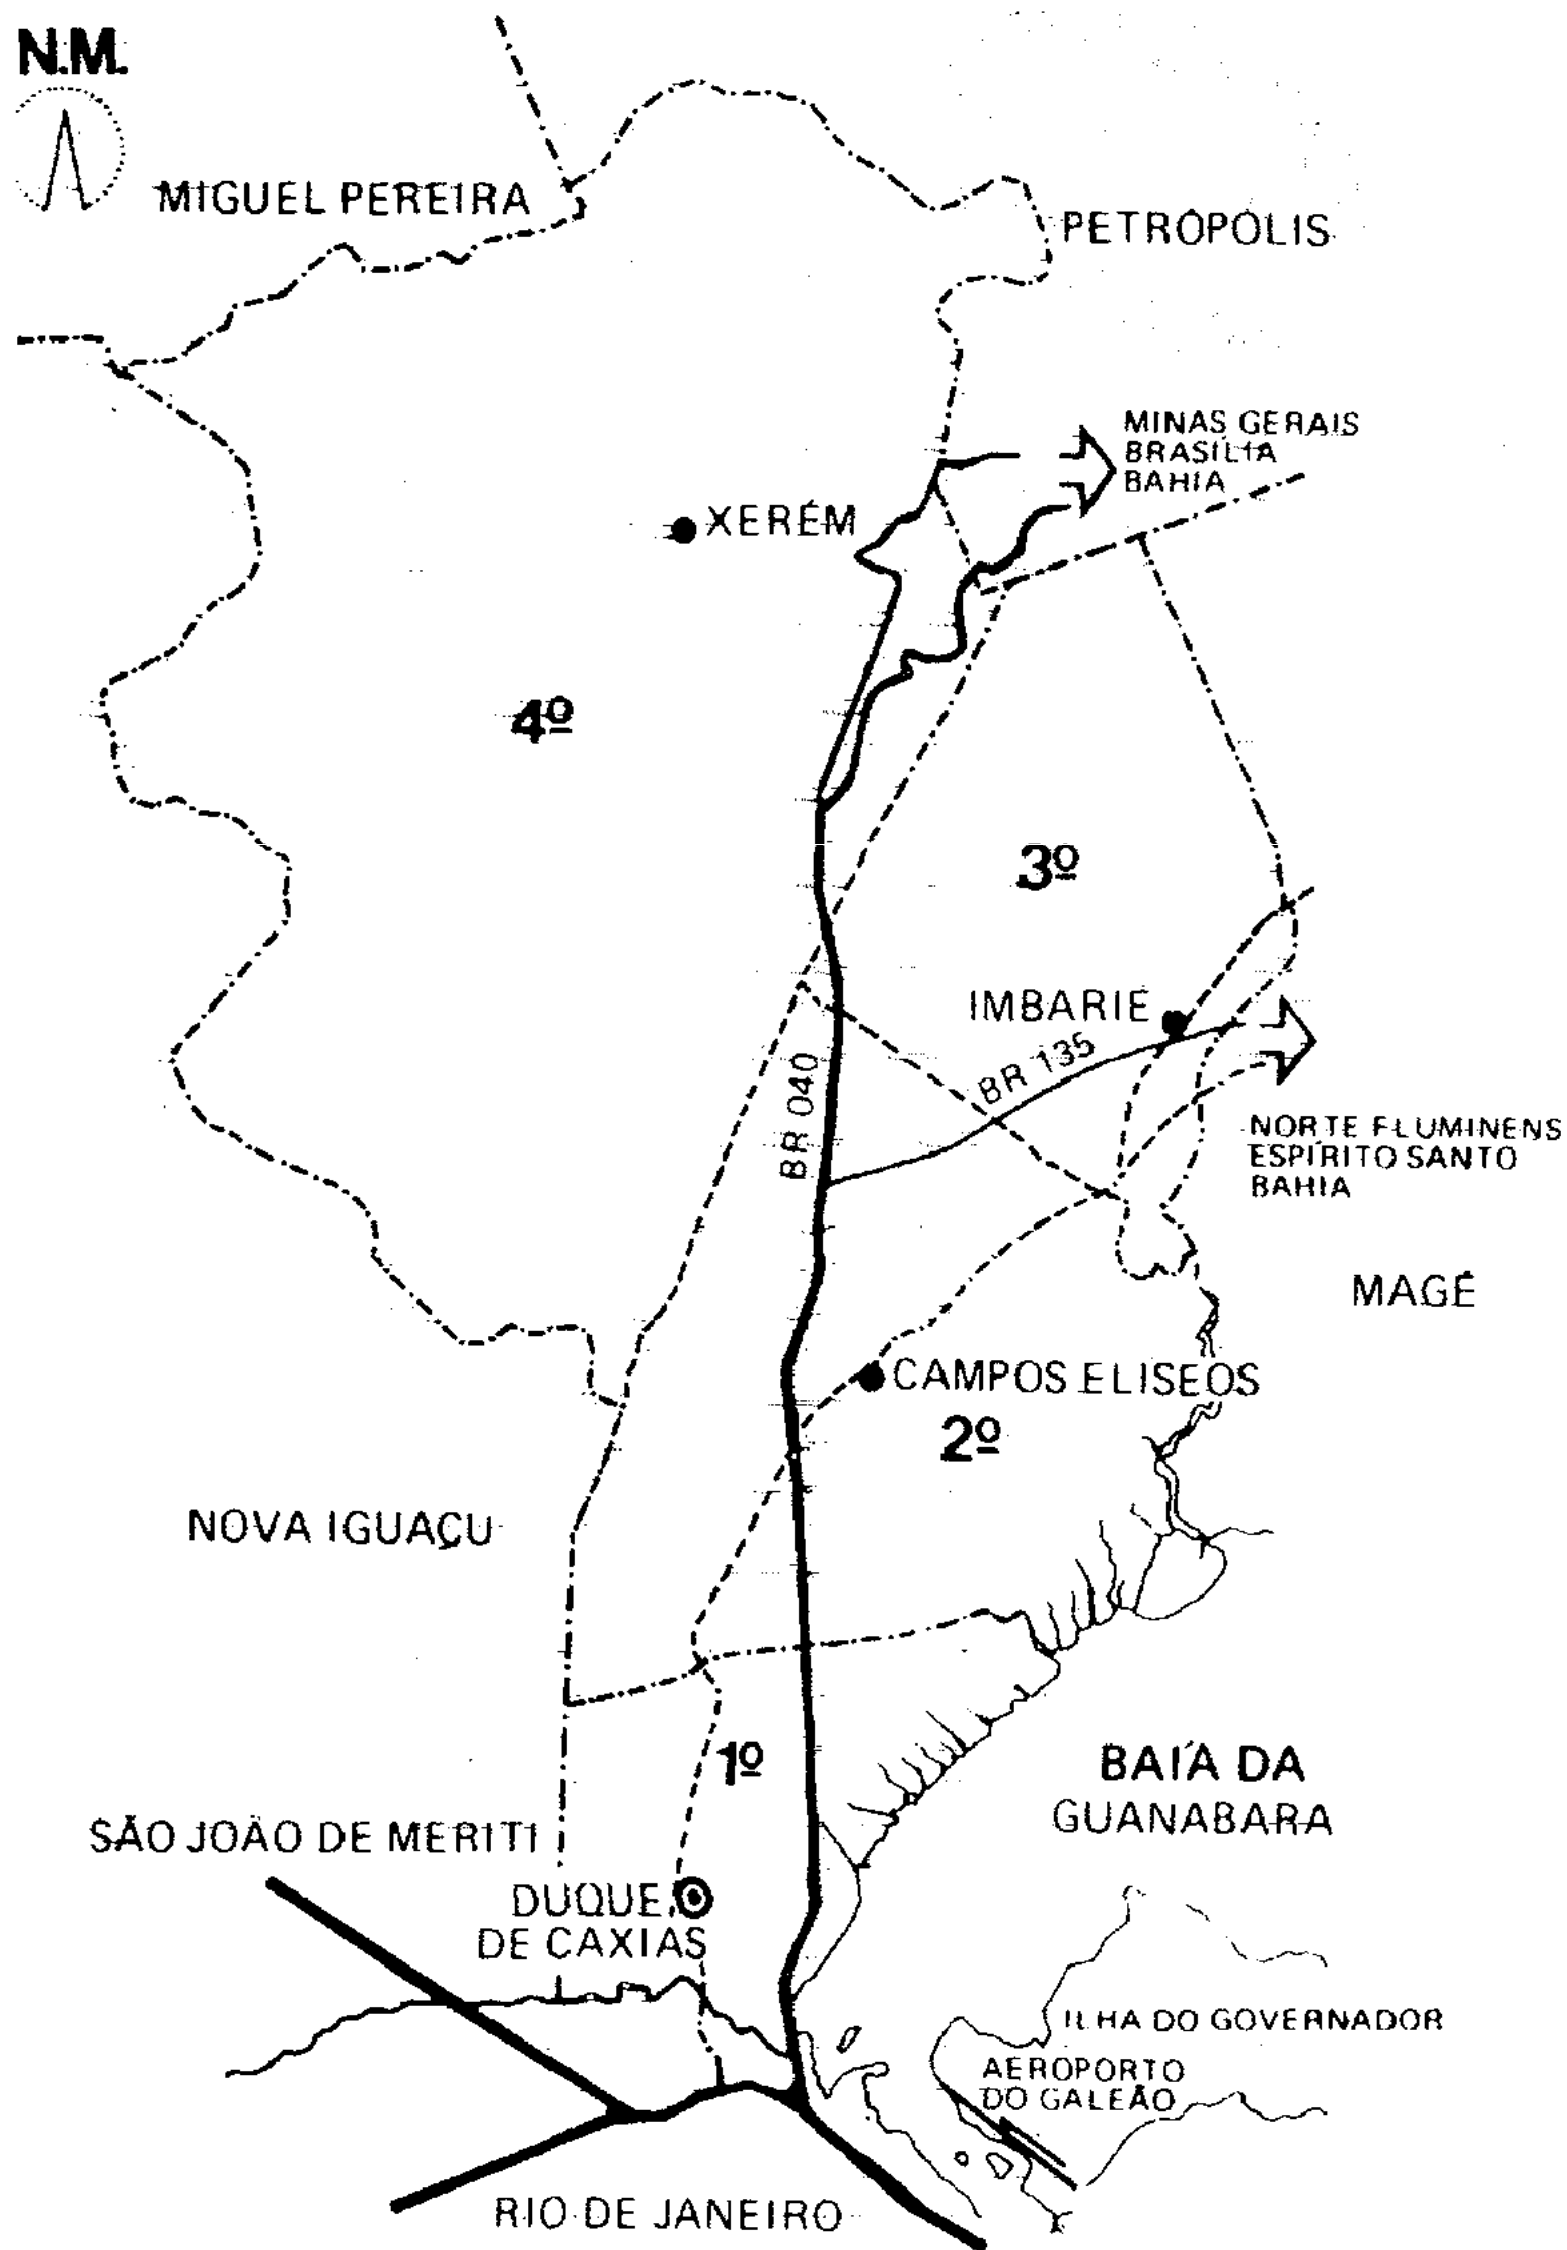 N.M.
MIGUEL PEREIRA
PETRÓPOLIS
MINAS GERAIS
BRASÍLIA
BAHIA
XERÉM
4º
3º
IMBARIÉ
BR 135
BR 040
NORTE FLUMINENS
ESPÍRITO SANTO
BAHIA
MAGÉ
CAMPOS ELISEOS
2º
NOVA IGUAÇU
1º
BAÍA DA
GUANABARA
SÃO JOÃO DE MERITI
DUQUE
DE CAXIAS
ILHA DO GOVERNADOR
AEROPORTO
DO GALEÃO
RIO DE JANEIRO